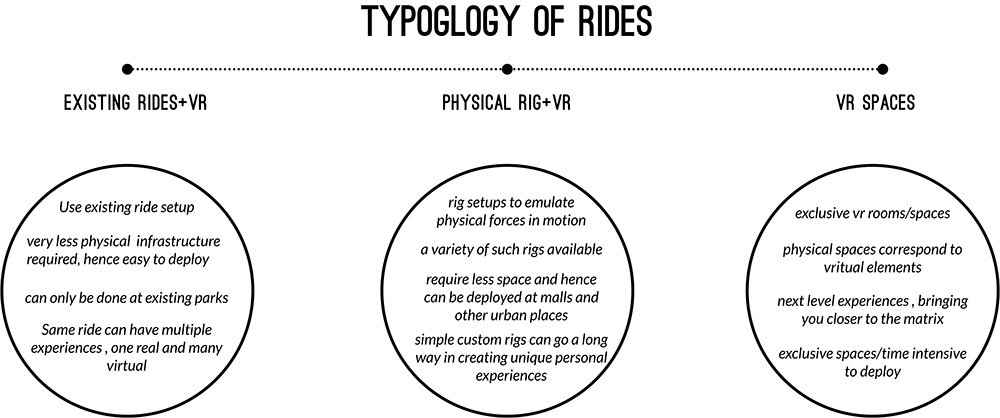 TYPOGLOGY OF RIDES
EXISTING RIDES+VR
PHYSICAL RIG+VR
VR SPACES
Use existing ride setup
very less physical infrastructure
required, hence easy to deploy
can only be done at existing parks
Same ride can have multiple
experiences , one real and many
virtual
rig setups to emulate
physical forces in motion
a variety of such rigs available
require less space and hence
can be deployed at malls and
other urban places
simple custom rigs can go a long
way in creating unique personal
experiences
exclusive vr rooms/spaces
physical spaces correspond to
vritual elements
next level experiences , bringing
you closer to the matrix
exclusive spaces/time intensive
to deploy